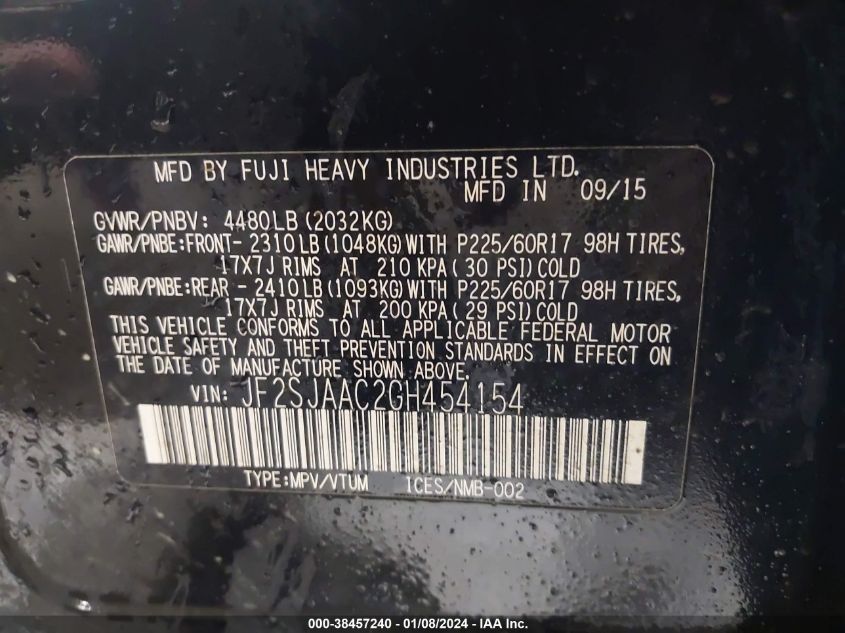 MFD BY FUJI HEAVY INDUSTRIES LTD.
MFD IN 09/15
GVWR/PNBV: 4480LB (2032KG)
GAWR/PNBE:FRONT- 2310LB (1048KG) WITH P225/60R17 98H TIRES,
17X7J RIMS AT 210 KPA ( 30 PSI) COLD
GAWR/PNBE:REAR - 2410LB (1093KG) WITH P225/60R17 98H TIRES,
17X7J RIMS AT 200 KPA ( 29 PSI) COLD
THIS VEHICLE CONFORMS TO ALL APPLICABLE FEDERAL MOTOR
VEHICLE SAFETY AND THEFT PREVENTION STANDARDS IN EFFECT ON
THE DATE OF MANUFACTURE SHOWN ABOVE.
VIN: JF2SJAAC2GH454154
TYPE:MPV/VTUM ICES/NMB-002
000-38457240 - 01/08/2024 - IAA Inc.